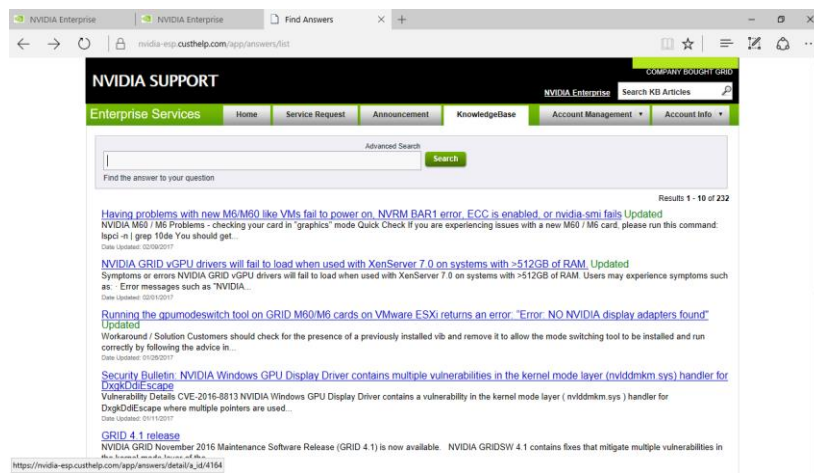 NVIDIA Enterprise
NVIDIA Enterprise
Find Answers
nvidia-esp.custhelp.com/app/answers/list
COMPANY BOUGHT GRID
NVIDIA SUPPORT
NVIDIA Enterprise
Search KB Articles
Enterprise Services
Home
Service Request
Announcement
KnowledgeBase
Account Management
Account Info
Advanced Search
Search
Find the answer to your question
Results 1 - 10 of 232
Having problems with new M6/M60 like VMs fail to power on, NVRM BAR1 error, ECC is enabled, or nvidia-smi fails Updated
NVIDIA M60 / M6 Problems - checking your card in "graphics" mode Quick Check If you are experiencing issues with a new M60 / M6 card, please run this command:
lspci -n | grep 10de You should get...
Date Updated: 02/09/2017
NVIDIA GRID vGPU drivers will fail to load when used with XenServer 7.0 on systems with >512GB of RAM. Updated
Symptoms or errors NVIDIA GRID vGPU drivers will fail to load when used with XenServer 7.0 on systems with >512GB of RAM. Users may experience symptoms such
as: · Error messages such as "NVIDIA...
Date Updated: 02/01/2017
Running the gpumodeswitch tool on GRID M60/M6 cards on VMware ESXi returns an error: "Error: NO NVIDIA display adapters found"
Updated
Workaround / Solution Customers should check for the presence of a previously installed vib and remove it to allow the mode switching tool to be installed and run
correctly by following the advice in...
Date Updated: 01/28/2017
Security Bulletin: NVIDIA Windows GPU Display Driver contains multiple vulnerabilities in the kernel mode layer (nvlddmkm.sys) handler for
DxgkDdiEscape
Vulnerability Details CVE-2016-8813 NVIDIA Windows GPU Display Driver contains a vulnerability in the kernel mode layer ( nvlddmkm.sys ) handler for
DxgkDdiEscape where multiple pointers are used...
Date Updated: 01/11/2017
GRID 4.1 release
NVIDIA GRID November 2016 Maintenance Software Release (GRID 4.1) is now available. NVIDIA GRIDSW 4.1 contains fixes that mitigate multiple vulnerabilities in
https://nvidia-esp.custhelp.com/app/answers/detail/a_id/4164